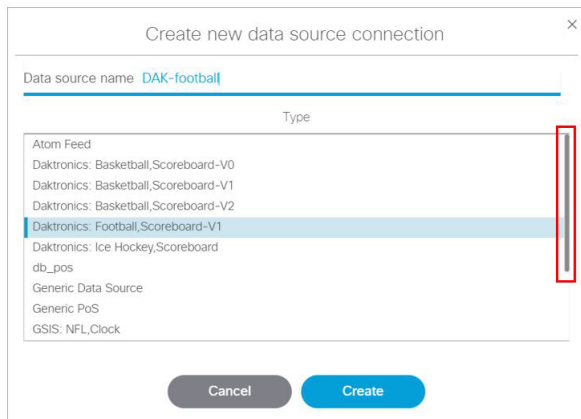 Create new data source connection
Data source name DAK-football
Type
Atom Feed
Daktronics: Basketball,Scoreboard-V0
Daktronics: Basketball,Scoreboard-V1
Daktronics: Basketball,Scoreboard-V2
Daktronics: Football,Scoreboard-V1
Daktronics: Ice Hockey,Scoreboard
db_pos
Generic Data Source
Generic PoS
GSIS: NFL,Clock
Cancel Create